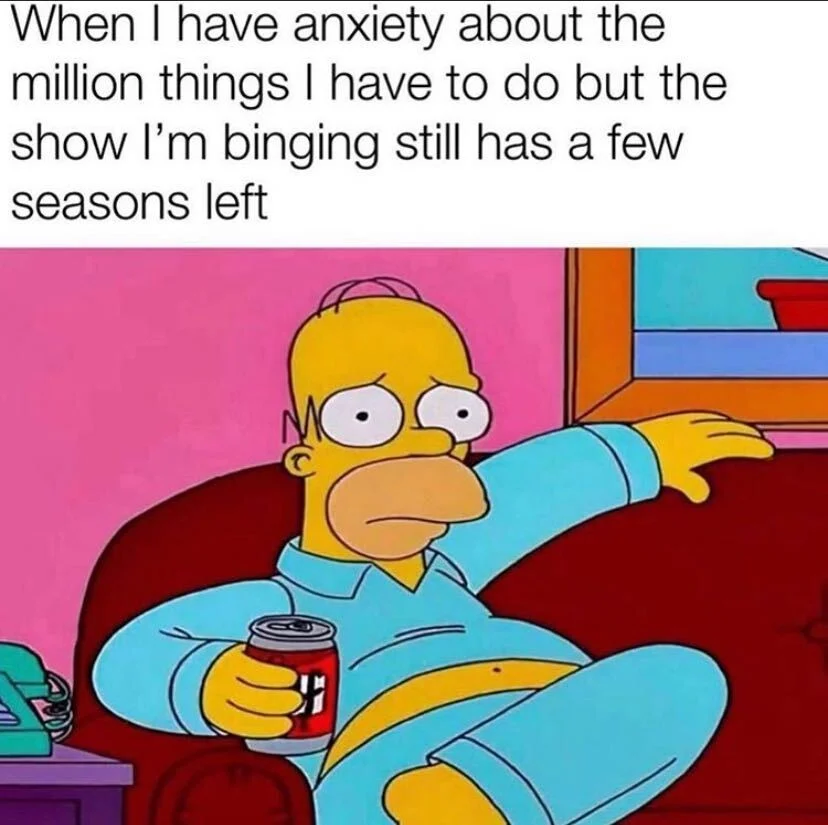 When I have anxiety about the
million things I have to do but the
show I'm binging still has a few
seasons left